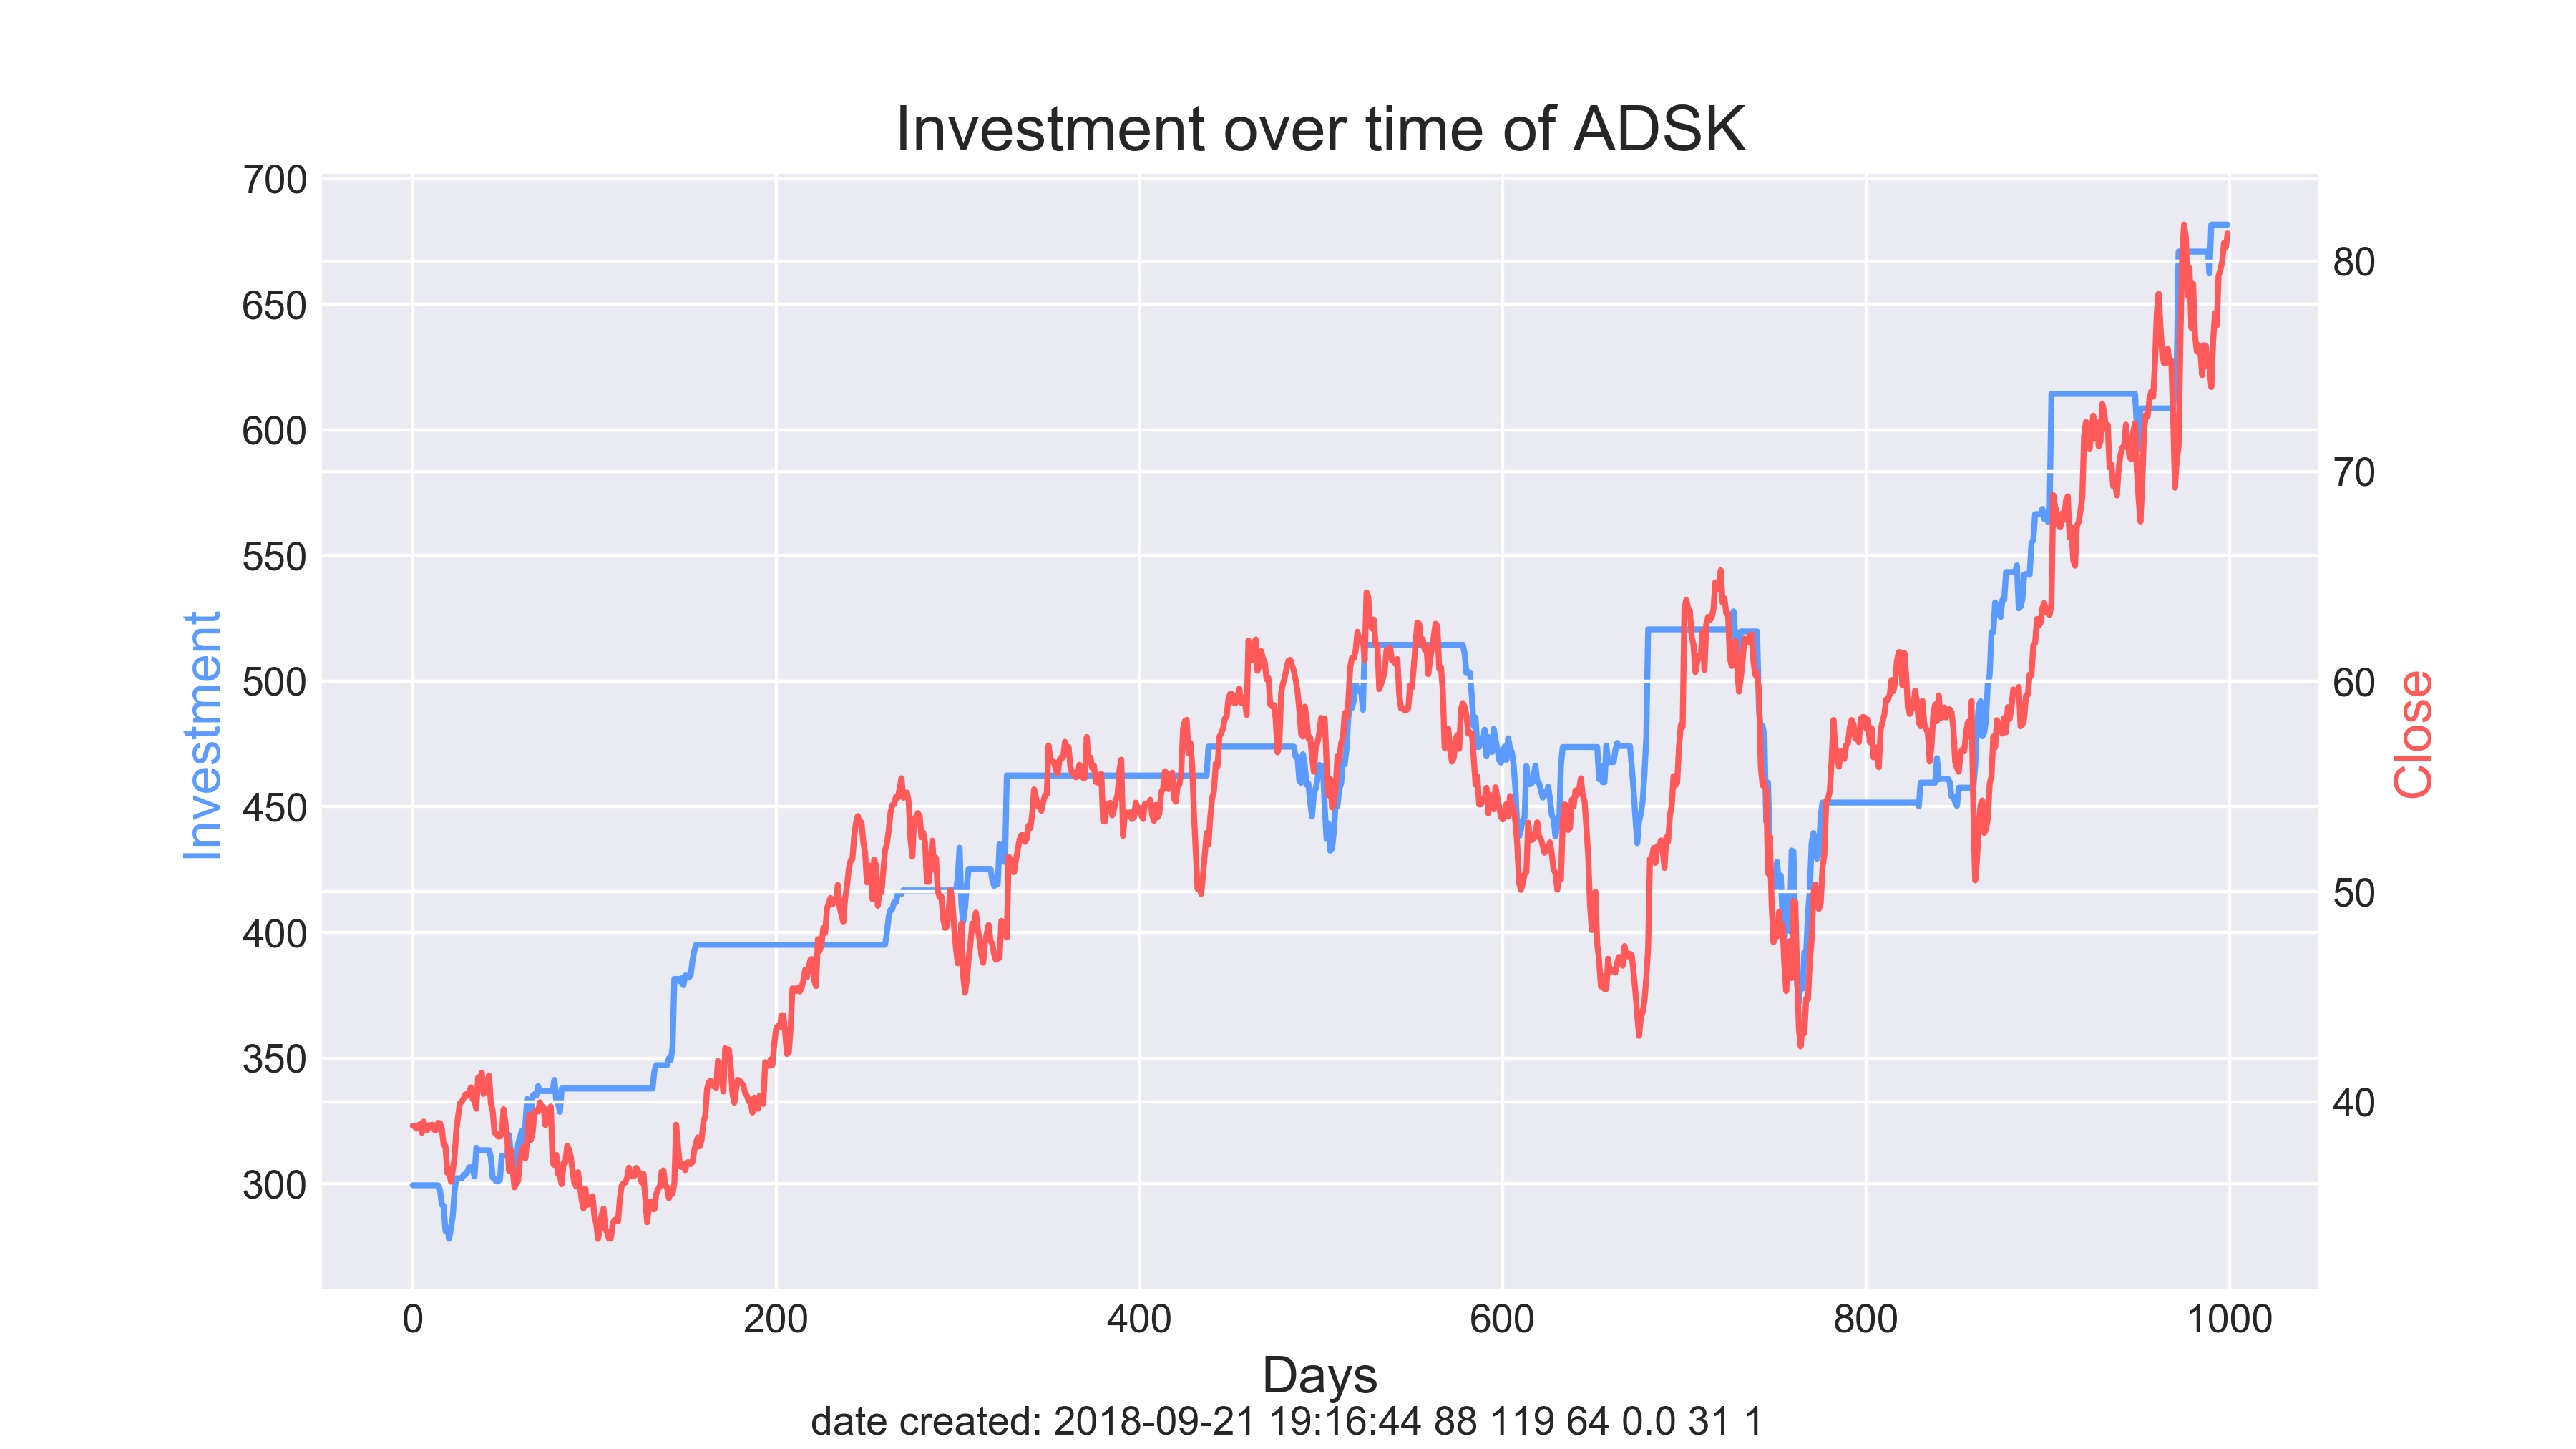 Investment over time of ADSK
700
650
600
550
500
450
400
350
300
Investment
80
70
60
50
40
Close
0 200 400 600 800 1000
Days
date created: 2018-09-21 19:16:44 88 119 64 0.0 31 1